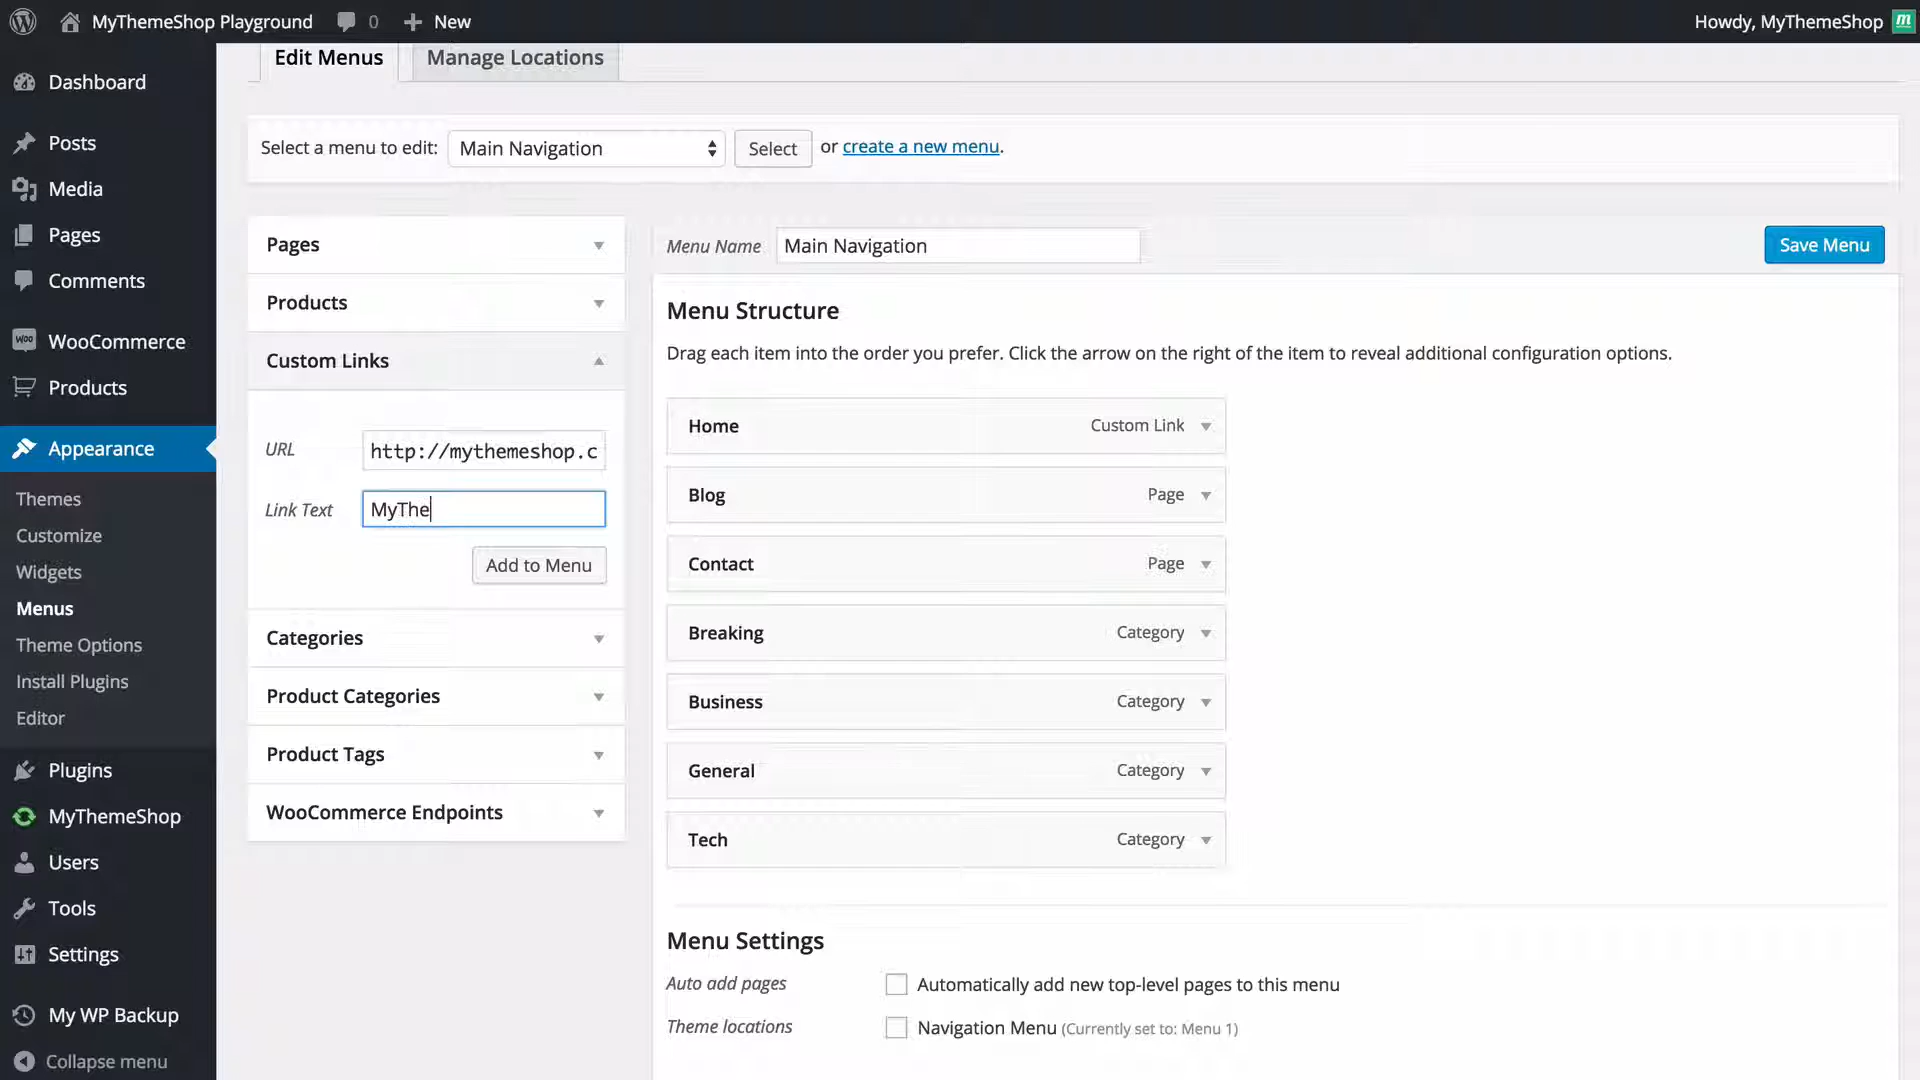 MyThemeShop Playground 0 New Howdy, MyThemeShop
Dashboard
Posts
Media
Pages
Comments
WooCommerce
Products
Appearance
Themes
Customize
Widgets
Menus
Theme Options
Install Plugins
Editor
Plugins
MyThemeShop
Users
Tools
Settings
My WP Backup
Collapse menu
Edit Menus Manage Locations
Select a menu to edit: Main Navigation Select or create a new menu.
Pages
Products
Custom Links
URL http://mythemeshop.c
Link Text MyThe
Add to Menu
Categories
Product Categories
Product Tags
WooCommerce Endpoints
Menu Name Main Navigation Save Menu
Menu Structure
Drag each item into the order you prefer. Click the arrow on the right of the item to reveal additional configuration options.
Home Custom Link
Blog Page
Contact Page
Breaking Category
Business Category
General Category
Tech Category
Menu Settings
Auto add pages Automatically add new top-level pages to this menu
Theme locations Navigation Menu (Currently set to: Menu 1)